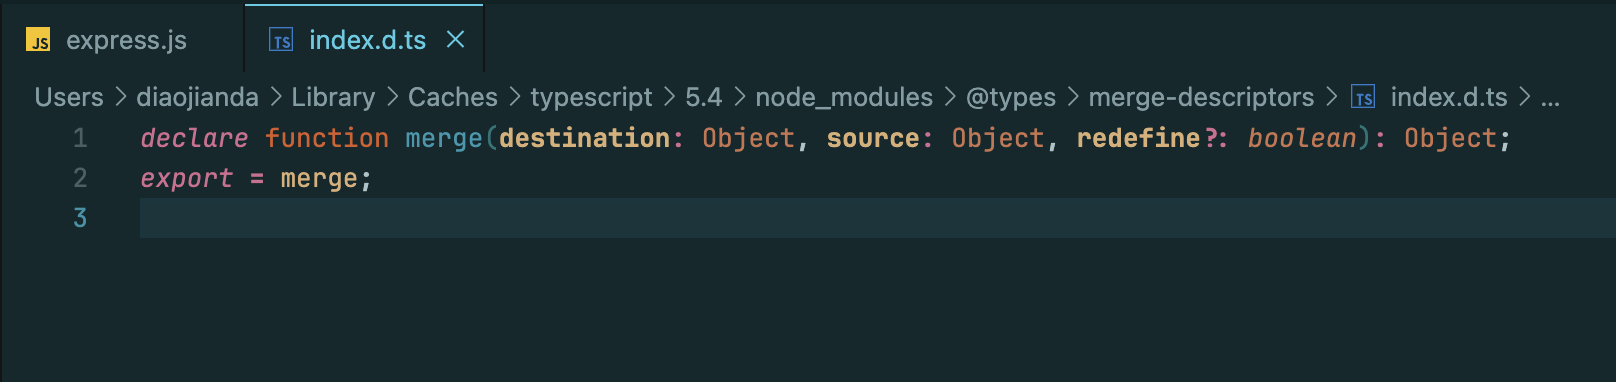 JS express.js TS index.d.ts ×
Users > diaojianda > Library > Caches > typescript > 5.4 > node_modules > @types > merge-descriptors > TS index.d.ts > ...
1 declare function merge(destination: Object, source: Object, redefine?: boolean): Object;
2 export = merge;
3